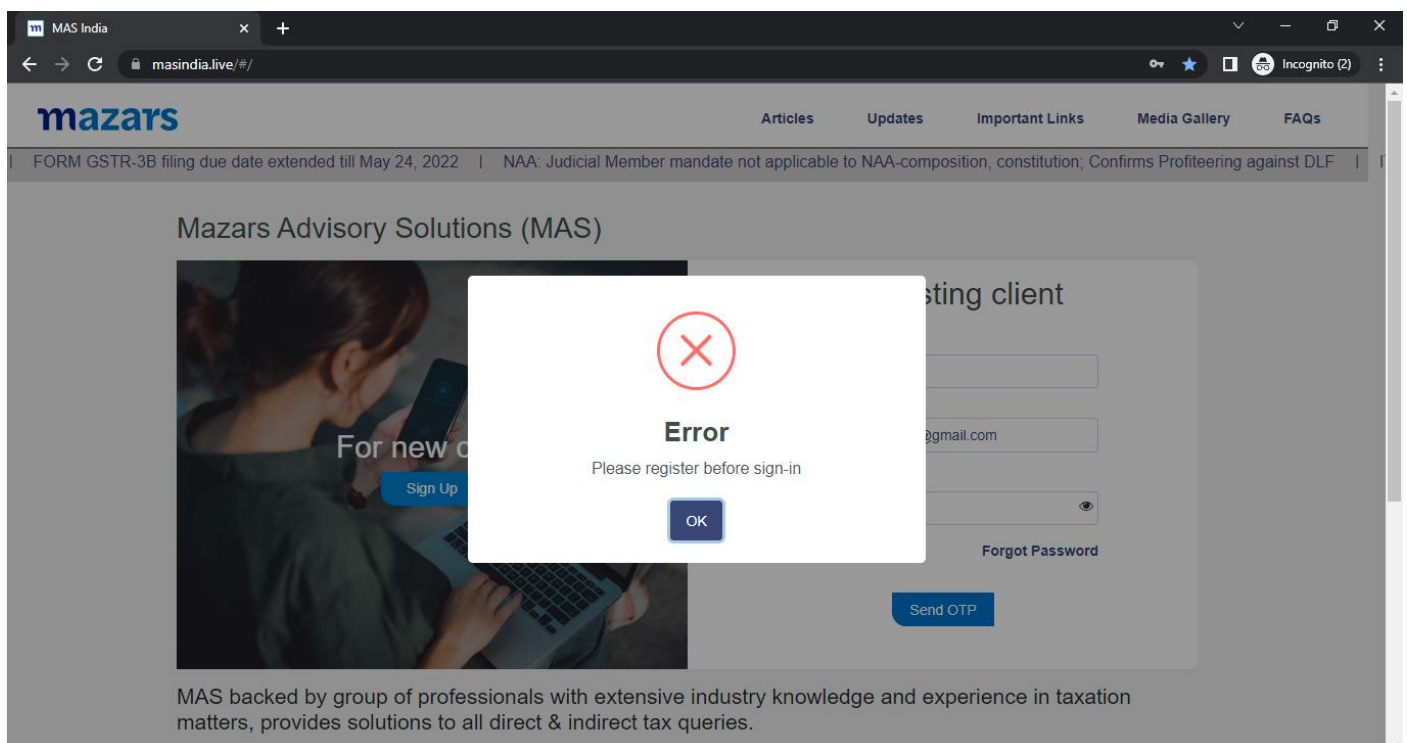 MAS India
masindia.live/#/
Incognito (2)
mazars
Articles Updates Important Links Media Gallery FAQs
| FORM GSTR-3B filing due date extended till May 24, 2022 | NAA: Judicial Member mandate not applicable to NAA-composition, constitution; Confirms Profiteering against DLF |
Mazars Advisory Solutions (MAS)
sting client
@gmail.com
For new c
Sign Up
Error
Please register before sign-in
OK
Forgot Password
Send OTP
MAS backed by group of professionals with extensive industry knowledge and experience in taxation
matters, provides solutions to all direct & indirect tax queries.